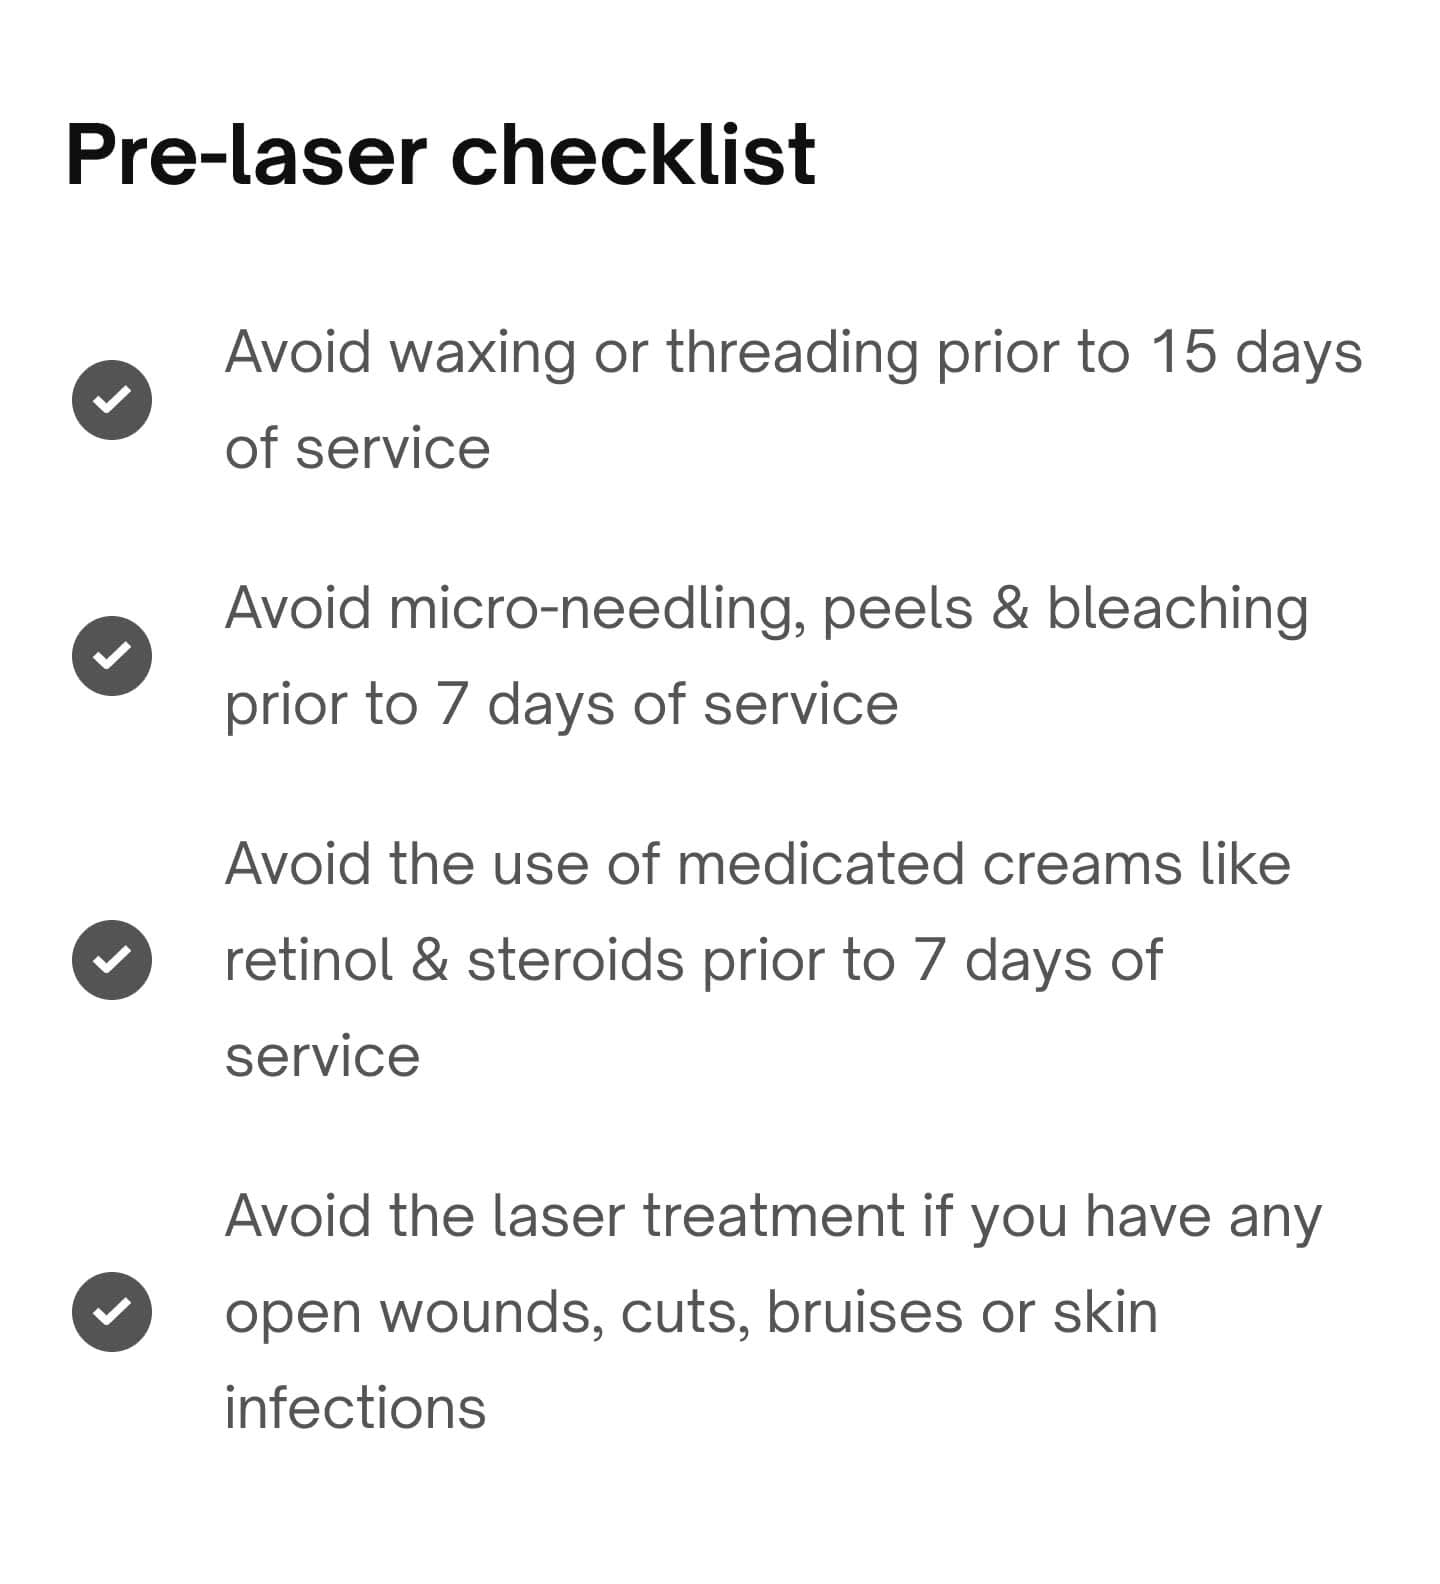 Pre-laser checklist
Avoid waxing or threading prior to 15 days
of service
Avoid micro-needling, peels & bleaching
prior to 7 days of service
Avoid the use of medicated creams like
retinol & steroids prior to 7 days of
service
Avoid the laser treatment if you have any
open wounds, cuts, bruises or skin
infections